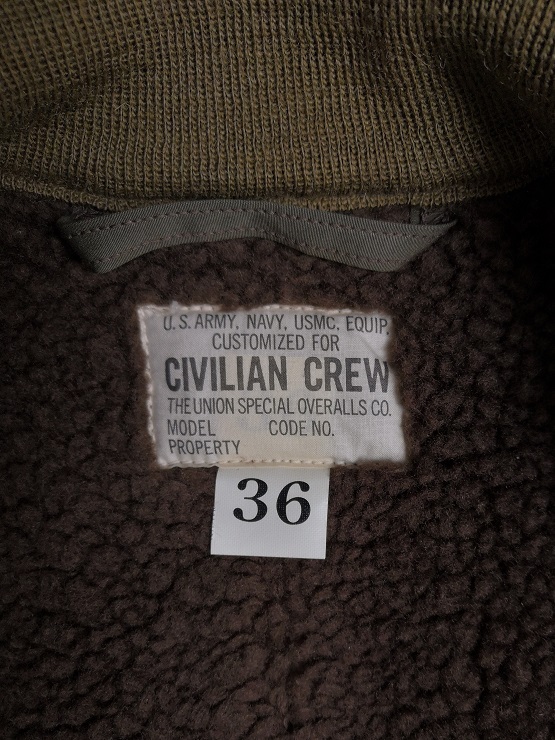 U.S. ARMY, NAVY, USMC. EQUIP.
CUSTOMIZED FOR
CIVILIAN CREW
THE UNION SPECIAL OVERALLS CO.
MODEL CODE NO.
PROPERTY
36